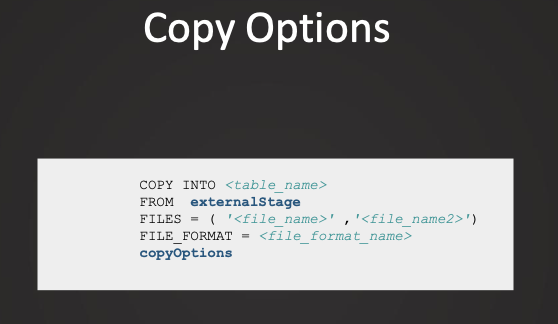 Copy Options
COPY INTO <table_name>
FROM externalStage
FILES = ( '<file_name>' ,'<file_name2>')
FILE_FORMAT = <file_format_name>
copyOptions